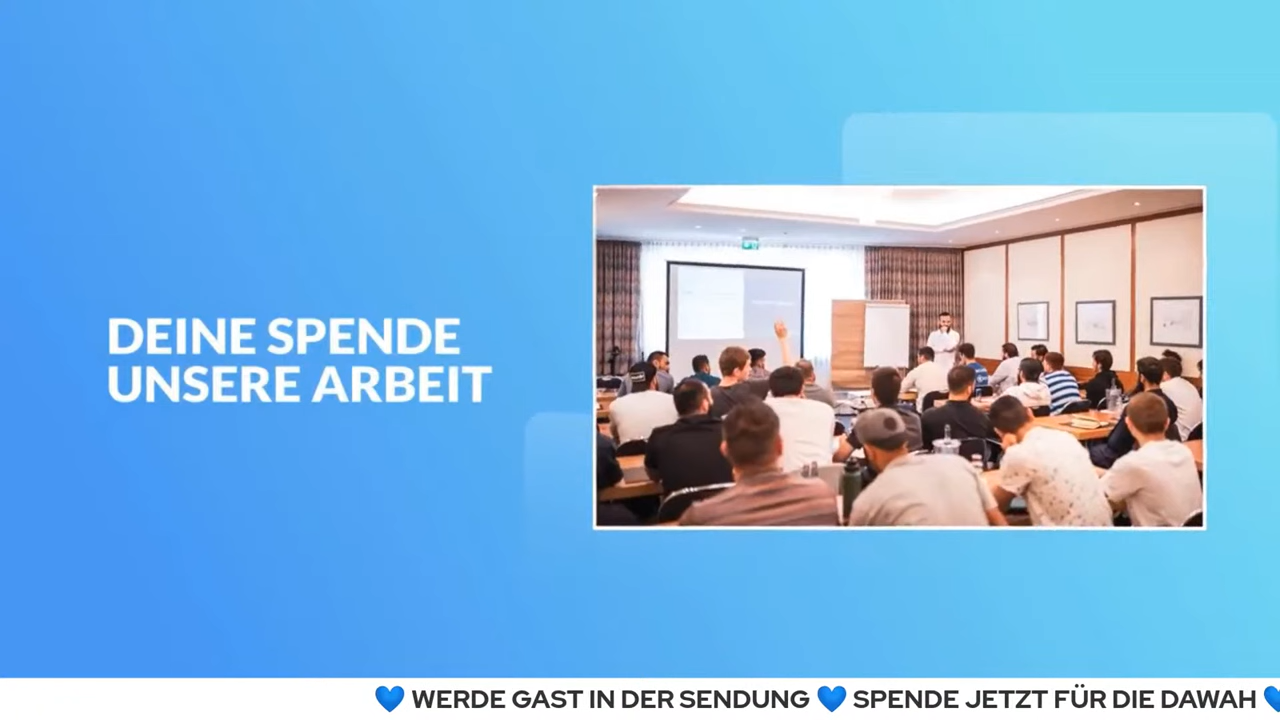 DEINE SPENDE
UNSERE ARBEIT
💙 WERDE GAST IN DER SENDUNG 💙 SPENDE JETZT FÜR DIE DAWAH 💙